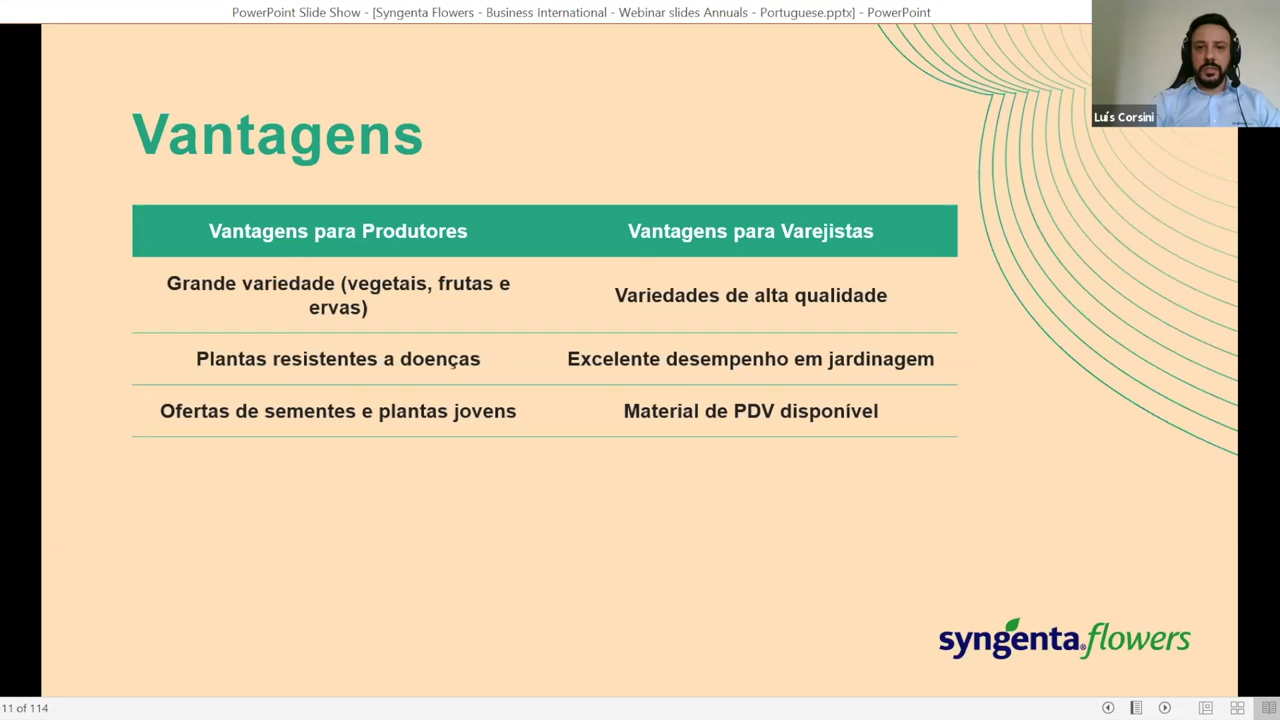 PowerPoint Slide Show - [Syngenta Flowers - Business International - Webinar slides Annuals - Portuguese.pptx] - PowerPoint
Luís Corsini
Vantagens
Vantagens para Produtores
Vantagens para Varejistas
Grande variedade (vegetais, frutas e
ervas)
Variedades de alta qualidade
Plantas resistentes a doenças
Excelente desempenho em jardinagem
Ofertas de sementes e plantas jovens
Material de PDV disponível
syngenta® flowers
11 of 114